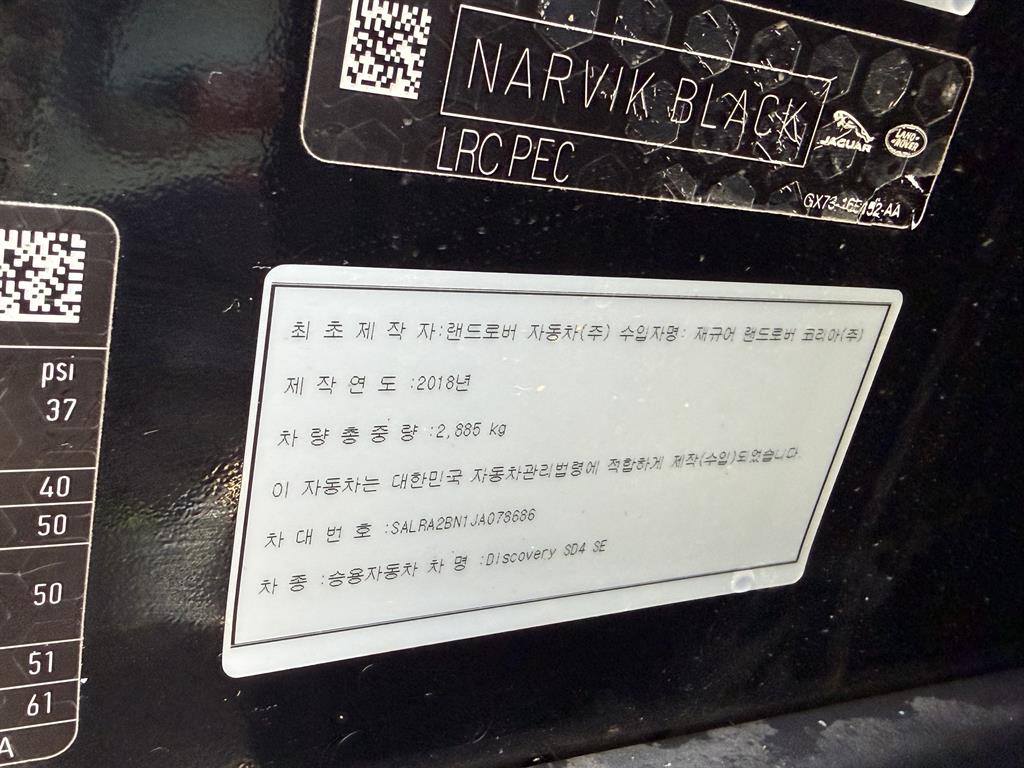 NARVIK BLACK
LRC PEC
JAGUAR
LAND ROVER
GX73-16E192-AA
psi
37
40
50
50
51
61
A
최 초 제 작 자:랜드로버 자동차(주) 수입자명: 재규어 랜드로버 코리아(주)
제 작 연 도 :2018년
차 량 총 중 량 :2,885 kg
이 자동차는 대한민국 자동차관리법령에 적합하게 제작(수입)되었습니다.
차 대 번 호 :SALRA2BN1JA078686
차 종 :승용자동차 차 명 :Discovery SD4 SE